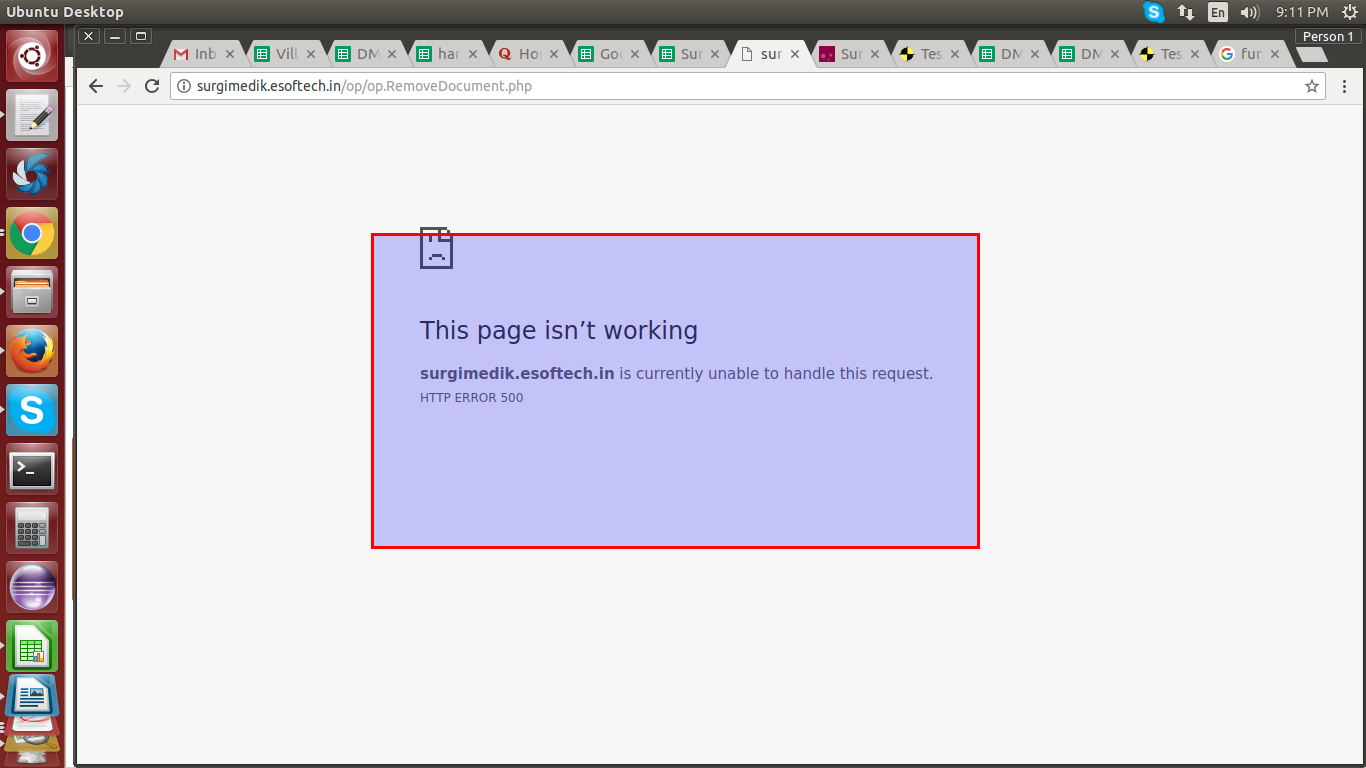 Ubuntu Desktop
En
9:11 PM
Person 1
Inb
Vill
DM
har
Hor
Goo
Sur
sur
Sur
Tes
DM
DM
Tes
fur
surgimedik.esoftech.in/op/op.RemoveDocument.php
This page isn’t working
surgimedik.esoftech.in is currently unable to handle this request.
HTTP ERROR 500